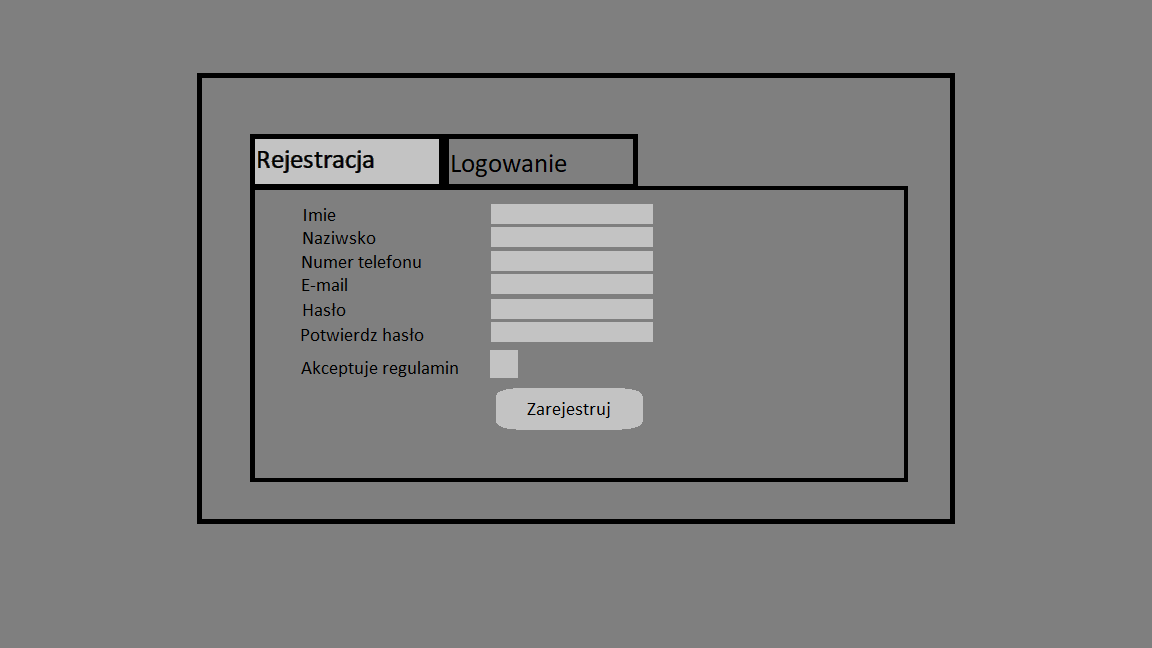 Rejestracja
Logowanie
Imie
Naziwsko
Numer telefonu
E-mail
Hasło
Potwierdz hasło
Akceptuje regulamin
Zarejestruj